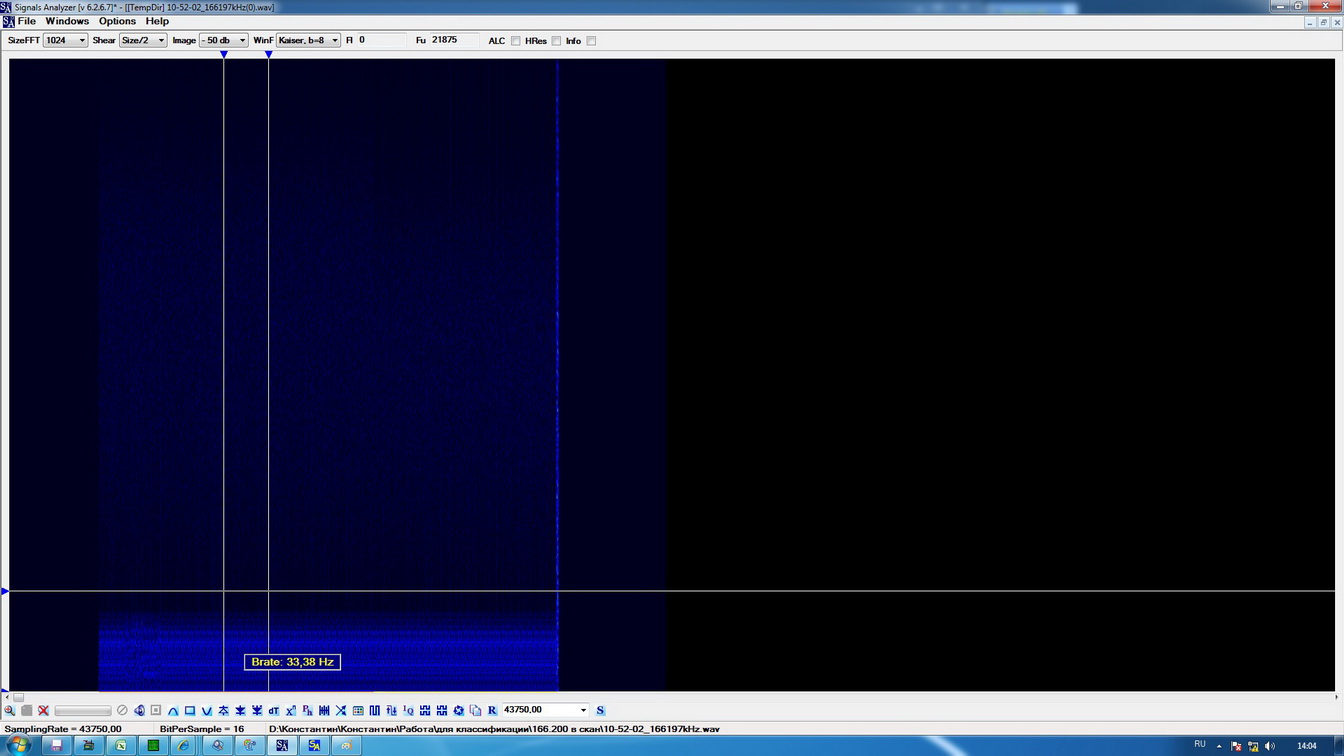 Signals Analyzer [v 6.2.6.7]* - [[TempDir] 10-52-02_166197kHz(0).wav]
File Windows Options Help
SizeFFT 1024 Shear Size/2 Image - 50 db WinF Kaiser, b=8 Fl 0 Fu 21875 ALC HRes Info
Brate: 33,38 Hz
dT R 43750,00 S
SamplingRate = 43750,00 BitPerSample = 16 D:\Константин\Константин\Работа\для классификации\166.200 в скан\10-52-02_166197kHz.wav
RU 14:04